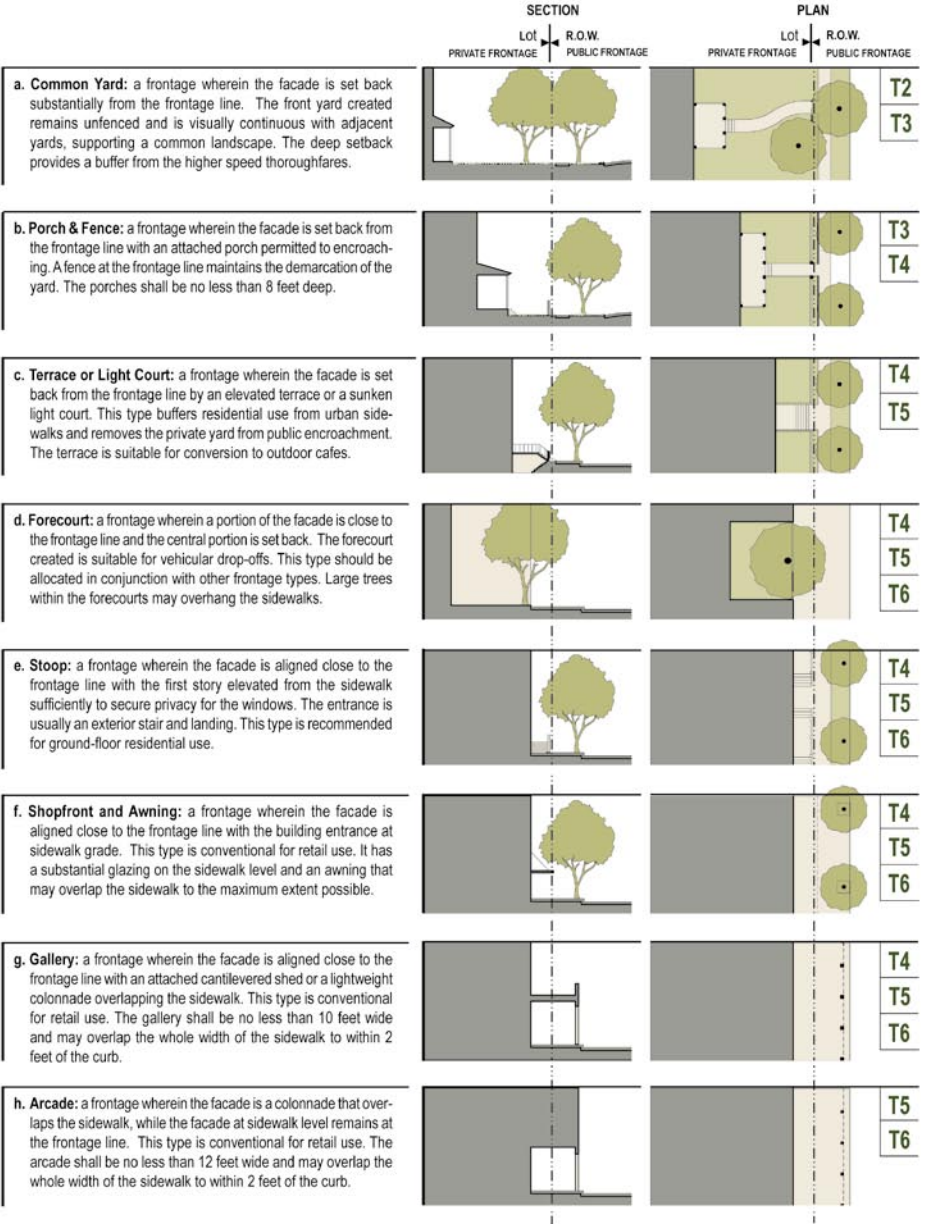 SECTION
PLAN
Lot R.O.W.
PRIVATE FRONTAGE PUBLIC FRONTAGE
Lot R.O.W.
PRIVATE FRONTAGE PUBLIC FRONTAGE
a. Common Yard: a frontage wherein the facade is set back
substantially from the frontage line. The front yard created
remains unfenced and is visually continuous with adjacent
yards, supporting a common landscape. The deep setback
provides a buffer from the higher speed thoroughfares.
T2
T3
b. Porch & Fence: a frontage wherein the facade is set back from
the frontage line with an attached porch permitted to encroach-
ing. A fence at the frontage line maintains the demarcation of the
yard. The porches shall be no less than 8 feet deep.
T3
T4
c. Terrace or Light Court: a frontage wherein the facade is set
back from the frontage line by an elevated terrace or a sunken
light court. This type buffers residential use from urban side-
walks and removes the private yard from public encroachment.
The terrace is suitable for conversion to outdoor cafes.
T4
T5
d. Forecourt: a frontage wherein a portion of the facade is close to
the frontage line and the central portion is set back. The forecourt
created is suitable for vehicular drop-offs. This type should be
allocated in conjunction with other frontage types. Large trees
within the forecourts may overhang the sidewalks.
T4
T5
T6
e. Stoop: a frontage wherein the facade is aligned close to the
frontage line with the first story elevated from the sidewalk
sufficiently to secure privacy for the windows. The entrance is
usually an exterior stair and landing. This type is recommended
for ground-floor residential use.
T4
T5
T6
f. Shopfront and Awning: a frontage wherein the facade is
aligned close to the frontage line with the building entrance at
sidewalk grade. This type is conventional for retail use. It has
a substantial glazing on the sidewalk level and an awning that
may overlap the sidewalk to the maximum extent possible.
T4
T5
T6
g. Gallery: a frontage wherein the facade is aligned close to the
frontage line with an attached cantilevered shed or a lightweight
colonnade overlapping the sidewalk. This type is conventional
for retail use. The gallery shall be no less than 10 feet wide
and may overlap the whole width of the sidewalk to within 2
feet of the curb.
T4
T5
T6
h. Arcade: a frontage wherein the facade is a colonnade that over-
laps the sidewalk, while the facade at sidewalk level remains at
the frontage line. This type is conventional for retail use. The
arcade shall be no less than 12 feet wide and may overlap the
whole width of the sidewalk to within 2 feet of the curb.
T5
T6